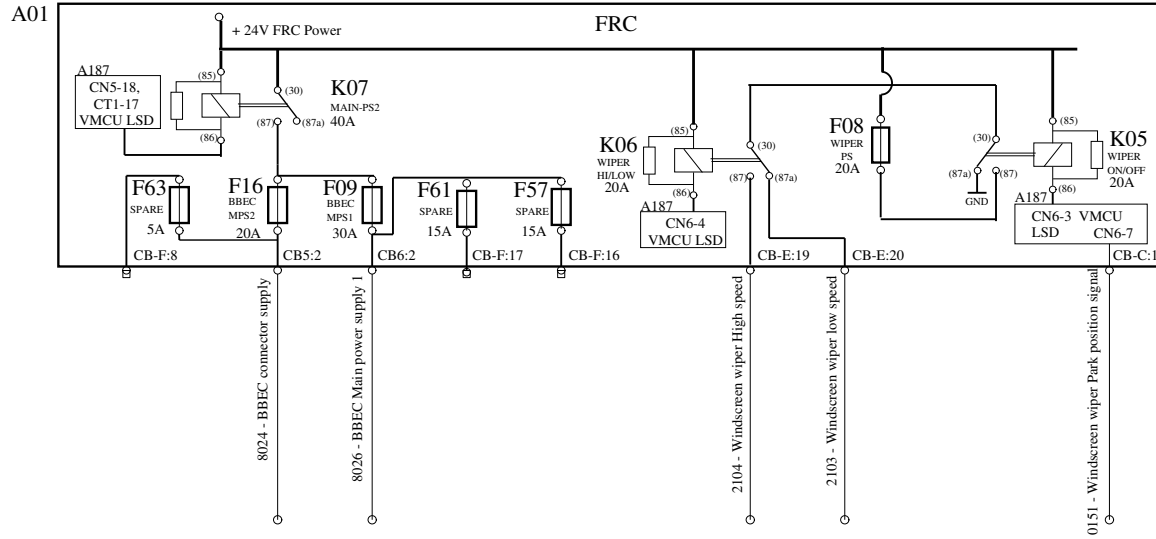 A01
FRC
+ 24V FRC Power
A187
CN5-18,
CT1-17
VMCU LSD
(85)
(86)
(30)
(87)
(87a)
K07
MAIN-PS2
40A
F63
SPARE
5A
F16
BBEC
MPS2
20A
F09
BBEC
MPS1
30A
F61
SPARE
15A
F57
SPARE
15A
K06
WIPER
HI/LOW
20A
(85)
(86)
(30)
(87)
(87a)
A187
CN6-4
VMCU LSD
F08
WIPER
PS
20A
(30)
(87a)
(87)
GND
(85)
(86)
K05
WIPER
ON/OFF
20A
A187
CN6-3 VMCU
LSD CN6-7
CB-F:8
CB5:2
CB6:2
CB-F:17
CB-F:16
CB-E:19
CB-E:20
CB-C:1
8024 - BBEC connector supply
8026 - BBEC Main power supply 1
2104 - Windscreen wiper High speed
2103 - Windscreen wiper low speed
0151 - Windscreen wiper Park position signal